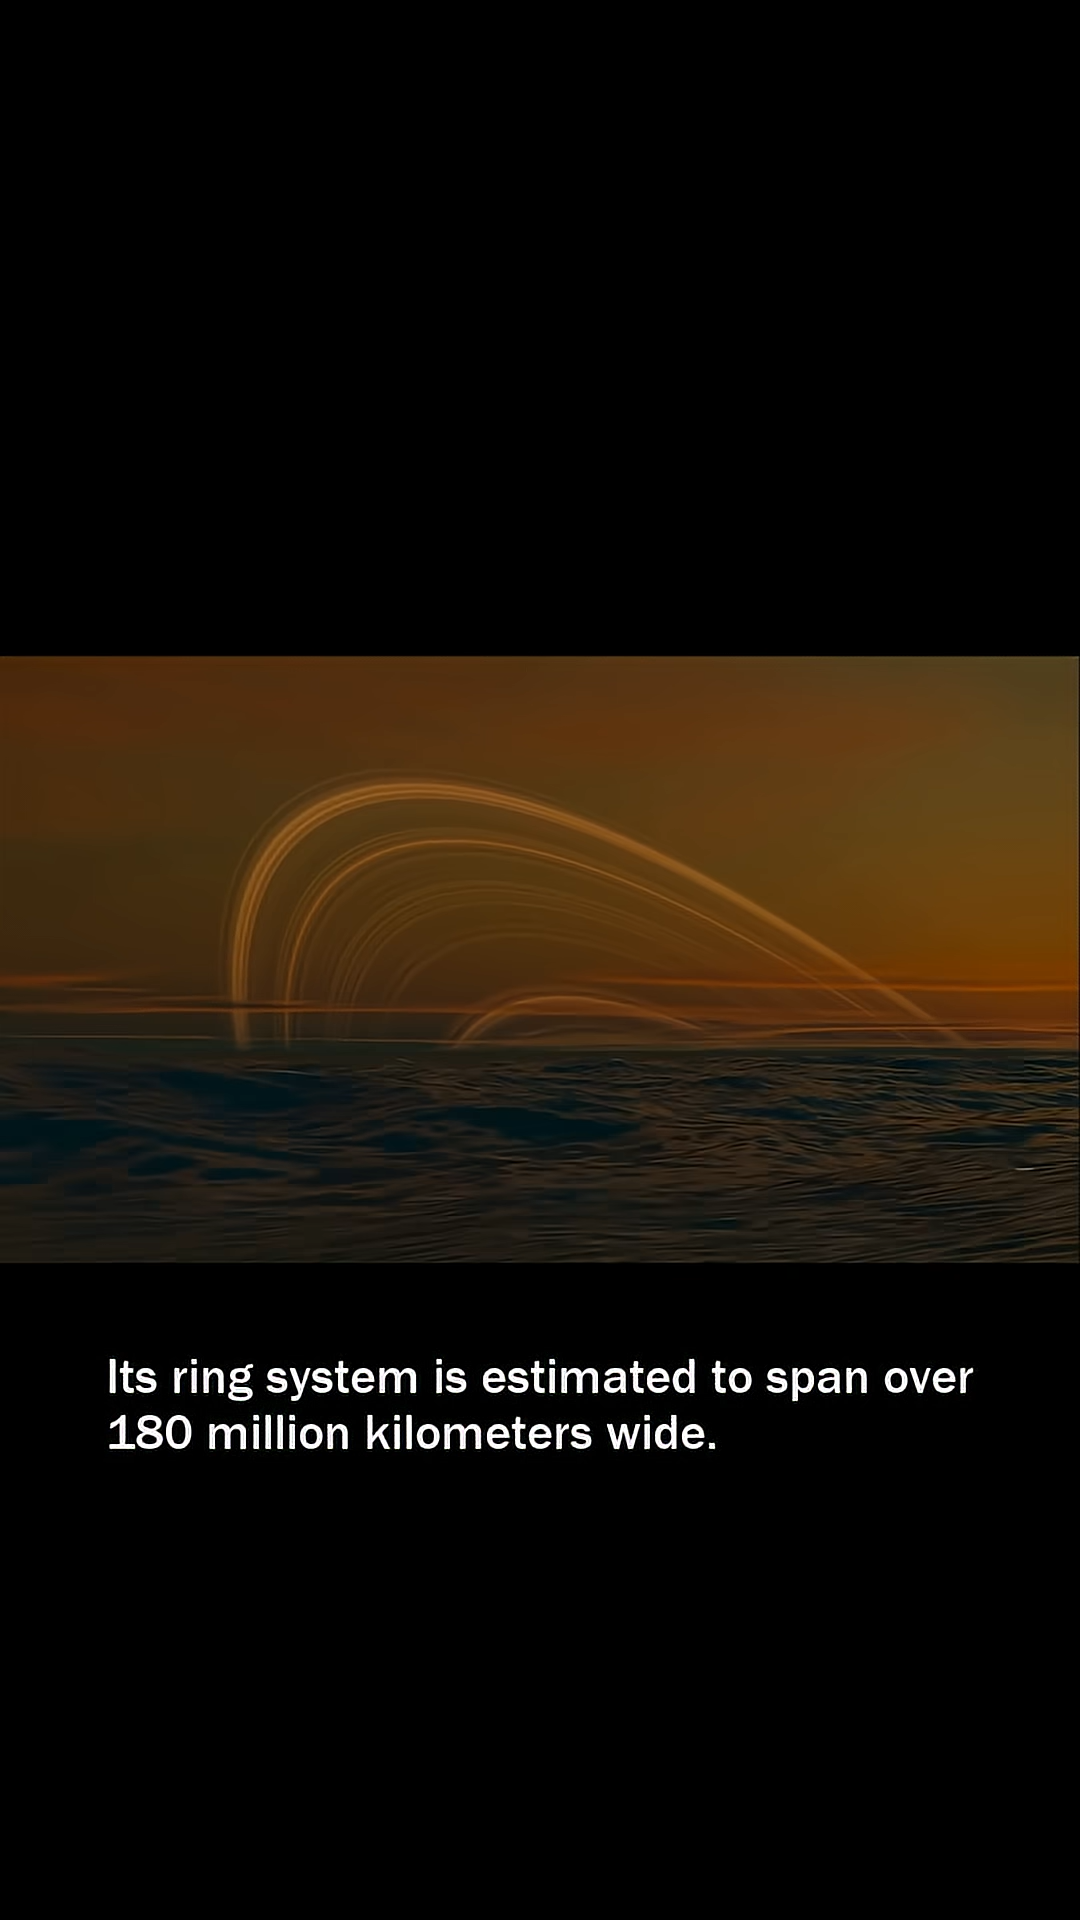 Its ring system is estimated to span over
180 million kilometers wide.